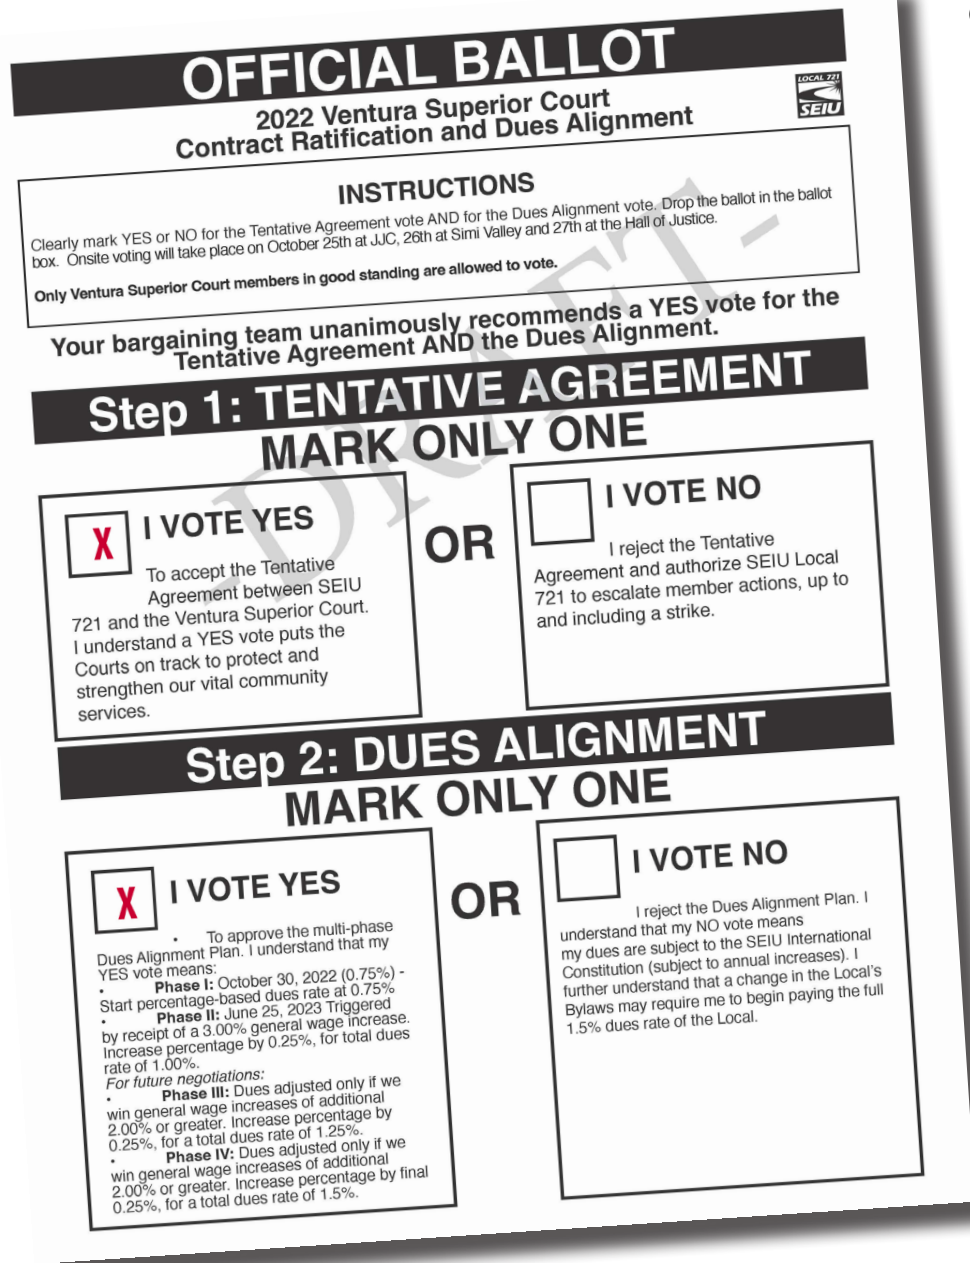 OFFICIAL BALLOT
2022 Ventura Superior Court
Contract Ratification and Dues Alignment
LOCAL 721
SEIU
INSTRUCTIONS
Clearly mark YES or NO for the Tentative Agreement vote AND for the Dues Alignment vote. Drop the ballot in the ballot
box. Onsite voting will take place on October 25th at JJC, 26th at Simi Valley and 27th at the Hall of Justice.
Only Ventura Superior Court members in good standing are allowed to vote.
Your bargaining team unanimously recommends a YES vote for the
Tentative Agreement AND the Dues Alignment.
-DRAFT-
Step 1: TENTATIVE AGREEMENT
MARK ONLY ONE
X
I VOTE YES
To accept the Tentative
Agreement between SEIU
721 and the Ventura Superior Court.
I understand a YES vote puts the
Courts on track to protect and
strengthen our vital community
services.
OR
I VOTE NO
I reject the Tentative
Agreement and authorize SEIU Local
721 to escalate member actions, up to
and including a strike.
Step 2: DUES ALIGNMENT
MARK ONLY ONE
X
I VOTE YES
• To approve the multi-phase
Dues Alignment Plan. I understand that my
YES vote means:
• Phase I: October 30, 2022 (0.75%) -
Start percentage-based dues rate at 0.75%
• Phase II: June 25, 2023 Triggered
by receipt of a 3.00% general wage increase.
Increase percentage by 0.25%, for total dues
rate of 1.00%.
For future negotiations:
• Phase III: Dues adjusted only if we
win general wage increases of additional
2.00% or greater. Increase percentage by
0.25%, for a total dues rate of 1.25%.
• Phase IV: Dues adjusted only if we
win general wage increases of additional
2.00% or greater. Increase percentage by final
0.25%, for a total dues rate of 1.5%.
OR
I VOTE NO
I reject the Dues Alignment Plan. I
understand that my NO vote means
my dues are subject to the SEIU International
Constitution (subject to annual increases). I
further understand that a change in the Local's
Bylaws may require me to begin paying the full
1.5% dues rate of the Local.